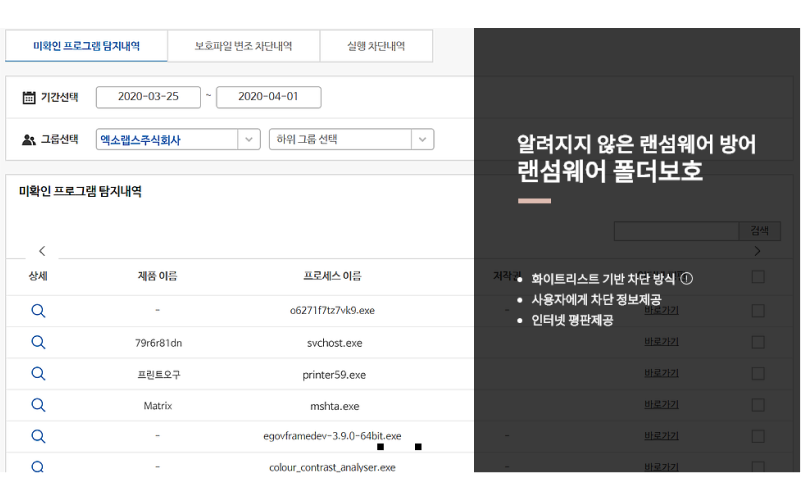 미확인 프로그램 탐지내역 보호파일 변조 차단내역 실행 차단내역
기간선택 2020-03-25 ~ 2020-04-01
그룹선택 엑소랩스주식회사 하위 그룹 선택
미확인 프로그램 탐지내역
검색
상세 제품 이름 프로세스 이름 저작권
- o6271f7tz7vk9.exe - 바로가기
79r6r81dn svchost.exe 바로가기
프린트오구 printer59.exe 바로가기
Matrix mshta.exe 바로가기
- egovframedev-3.9.0-64bit.exe - 바로가기
- colour_contrast_analyser.exe - 바로가기
알려지지 않은 랜섬웨어 방어
랜섬웨어 폴더보호
• 화이트리스트 기반 차단 방식
• 사용자에게 차단 정보제공
• 인터넷 평판제공